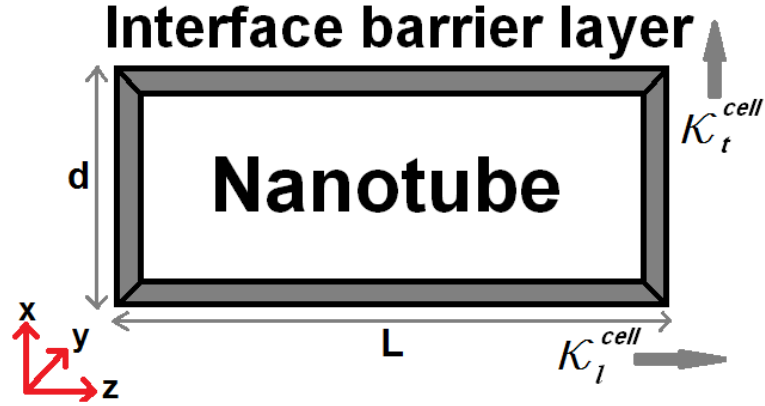 Interface barrier layer
d
Nanotube
K_t^cell
x
y
z
L
K_l^cell